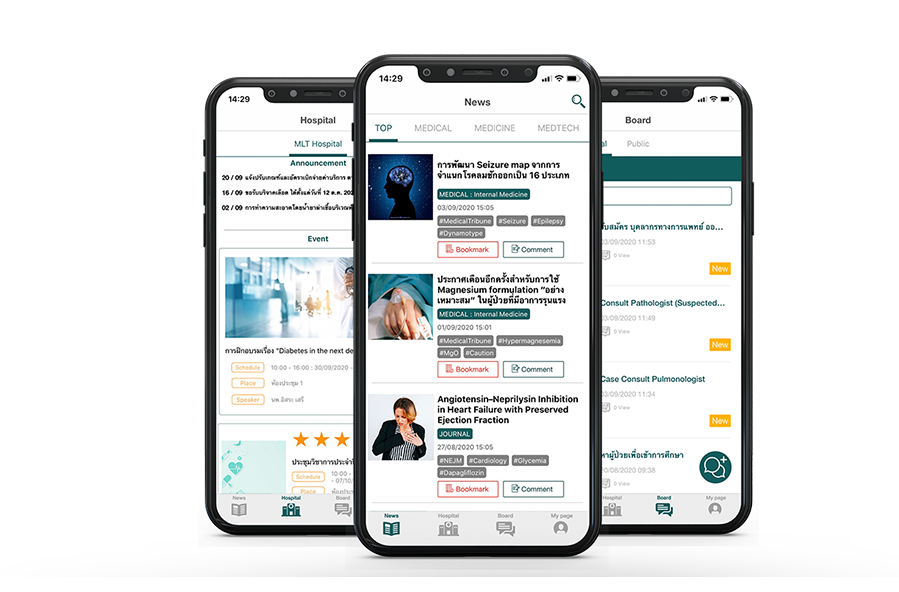 14:29
Hospital
MLT Hospital
Announcement
20 / 09 แจ้งปรับเกณฑ์และอัตราเบิกจ่ายค่าบริการ
16 / 09 ขอรับบริจาคเลือด ได้ตั้งแต่วันที่ 12 ต.ค.
02 / 09 การทำความสะอาดโดยน้ำยาฆ่าเชื้อบริเวณ
Event
การฝึกอบรมเรื่อง "Diabetes in the next
Schedule 10:00 - 16:00 : 30/09/2020 -
Place ห้องประชุม 1
Speaker นพ.อิสระ เสรี
ประชุมวิชาการประจำ
Schedule 10:00 -
- 07/10/
Place
News
Hospital
Board
14:29
News
TOP
MEDICAL
MEDICINE
MEDTECH
การพัฒนา Seizure map จากการ
จำแนกโรคลมชักออกเป็น 16 ประเภท
MEDICAL : Internal Medicine
03/09/2020 15:05
#MedicalTribune #Seizure #Epilepsy
#Dynamotype
Bookmark
Comment
ประกาศเตือนอีกครั้งสำหรับการใช้
Magnesium formulation "อย่าง
เหมาะสม" ในผู้ป่วยที่มีอาการรุนแรง
MEDICAL : Internal Medicine
01/09/2020 15:01
#MedicalTribune #Hypermagnesemia
#MgO #Caution
Bookmark
Comment
Angiotensin–Neprilysin Inhibition
in Heart Failure with Preserved
Ejection Fraction
JOURNAL
27/08/2020 15:05
#NEJM #Cardiology #Glycemia
#Dapagliflozin
Bookmark
Comment
News
Hospital
Board
My page
Board
Public
รับสมัคร บุคลากรทางการแพทย์ ออ...
03/09/2020 11:53
0 View
New
Consult Pathologist (Suspected...
03/09/2020 11:49
0 View
New
Case Consult Pulmonologist
03/09/2020 11:34
0 View
New
หาผู้ป่วยเพื่อเข้าการศึกษา
/08/2020 09:38
0 View
Hospital
Board
My page